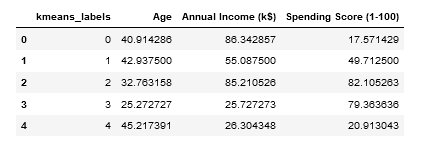 kmeans_labels Age Annual Income (k$) Spending Score (1-100)
0 0 40.914286 86.342857 17.571429
1 1 42.937500 55.087500 49.712500
2 2 32.763158 85.210526 82.105263
3 3 25.272727 25.727273 79.363636
4 4 45.217391 26.304348 20.913043